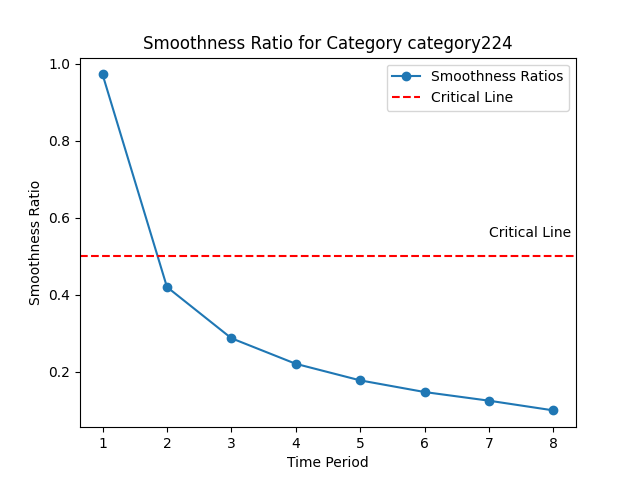 Smoothness Ratio for Category category224
1.0
0.8
0.6
0.4
0.2
Smoothness Ratio
Smoothness Ratios
Critical Line
Critical Line
1 2 3 4 5 6 7 8
Time Period